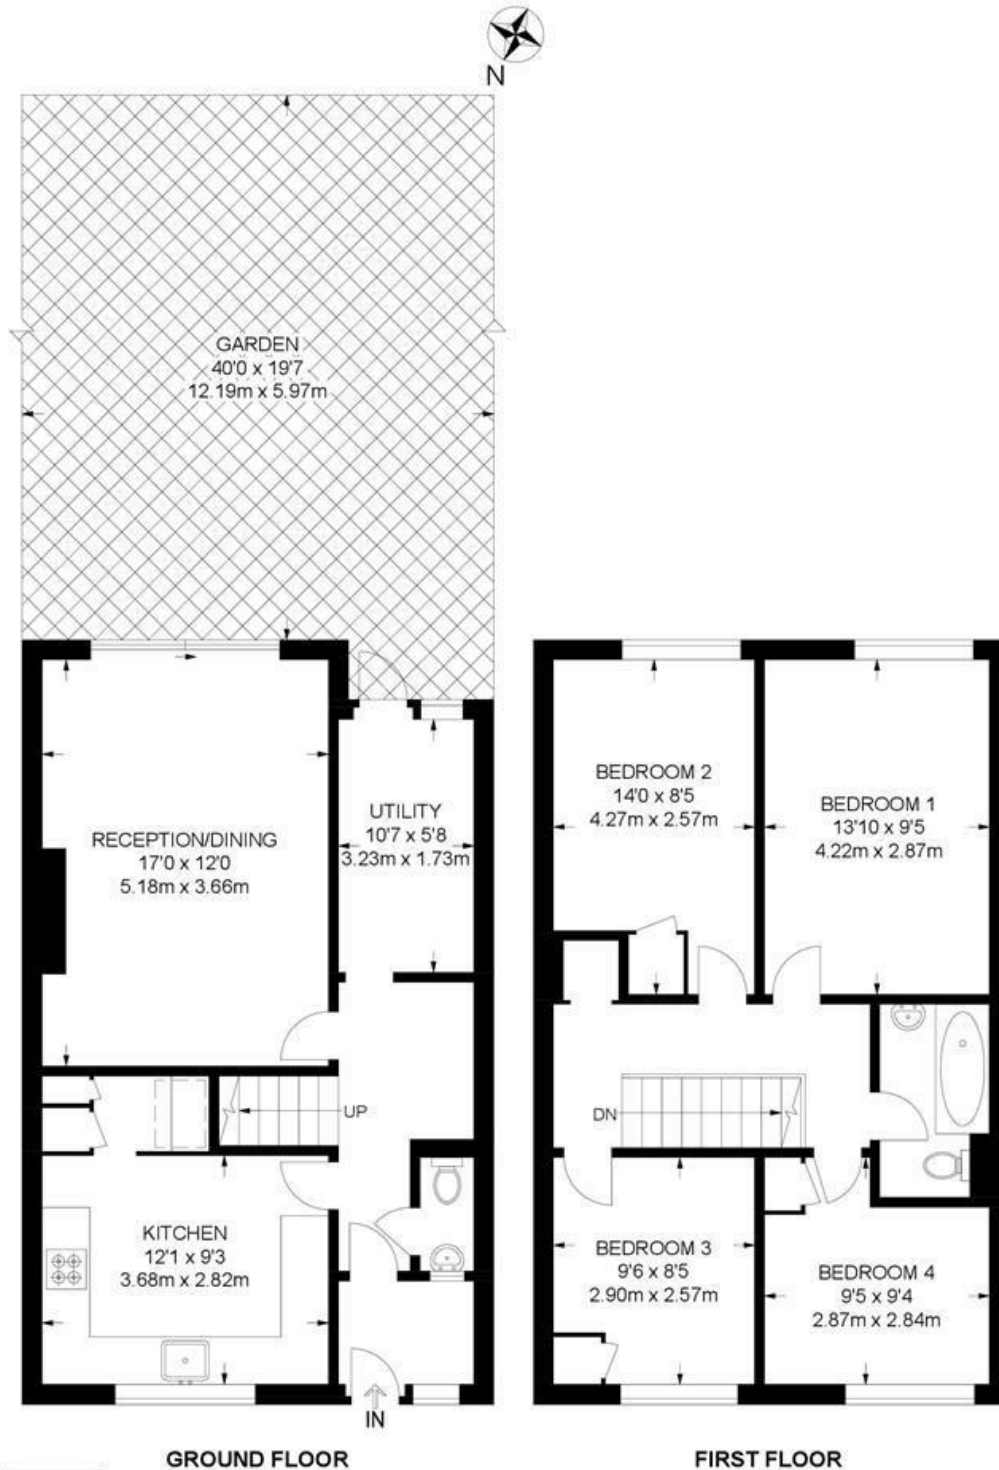 N
GARDEN
40'0 x 19'7
12.19m x 5.97m
RECEPTION/DINING
17'0 x 12'0
5.18m x 3.66m
UTILITY
10'7 x 5'8
3.23m x 1.73m
UP
KITCHEN
12'1 x 9'3
3.68m x 2.82m
IN
GROUND FLOOR
BEDROOM 2
14'0 x 8'5
4.27m x 2.57m
BEDROOM 1
13'10 x 9'5
4.22m x 2.87m
DN
BEDROOM 3
9'6 x 8'5
2.90m x 2.57m
BEDROOM 4
9'5 x 9'4
2.87m x 2.84m
FIRST FLOOR